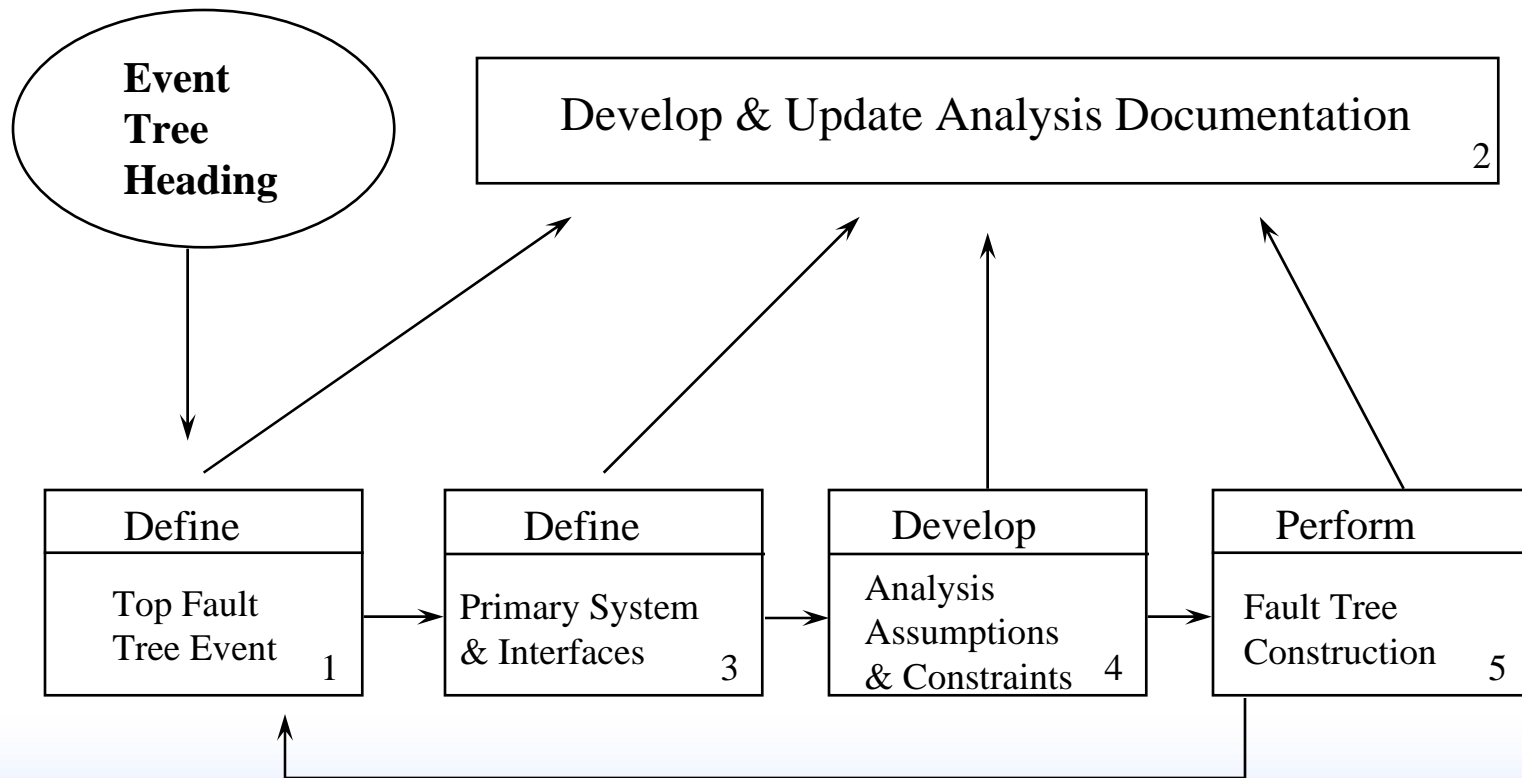 Event
Tree
Heading
Develop & Update Analysis Documentation
2
Define
Top Fault
Tree Event
1
Define
Primary System
& Interfaces
3
Develop
Analysis
Assumptions
& Constraints
4
Perform
Fault Tree
Construction
5